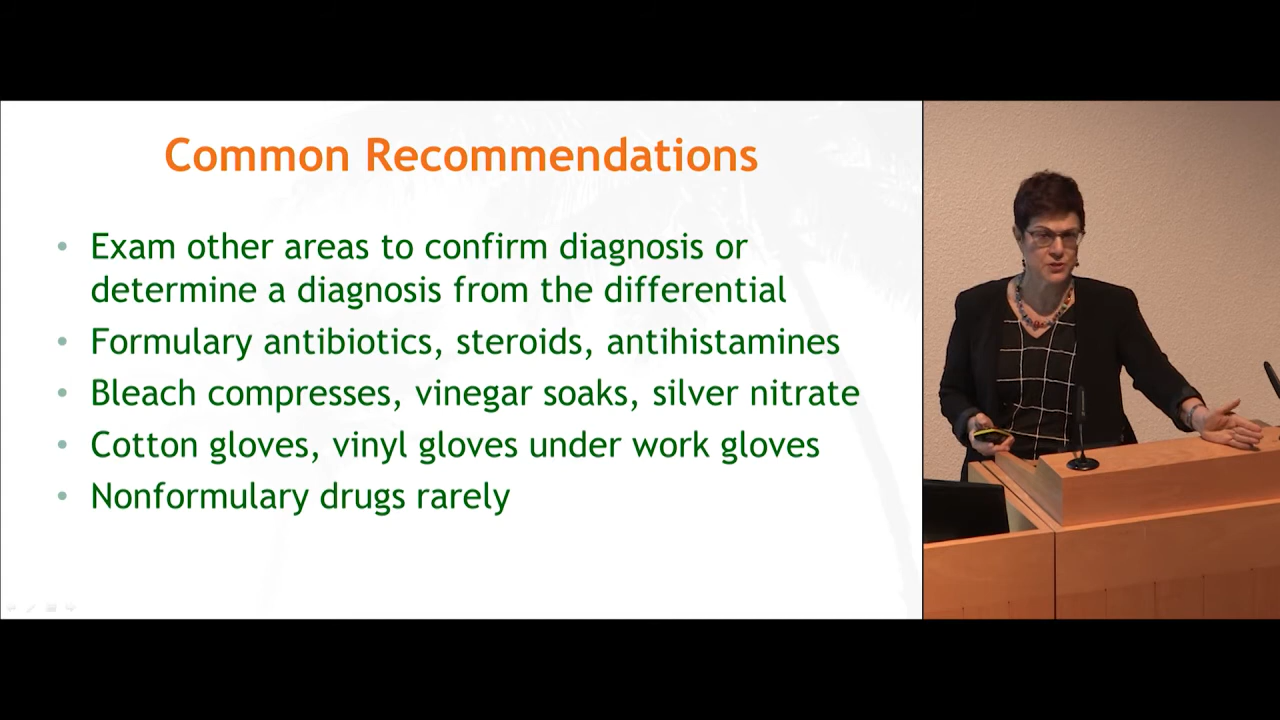 Common Recommendations
• Exam other areas to confirm diagnosis or
determine a diagnosis from the differential
• Formulary antibiotics, steroids, antihistamines
• Bleach compresses, vinegar soaks, silver nitrate
• Cotton gloves, vinyl gloves under work gloves
• Nonformulary drugs rarely